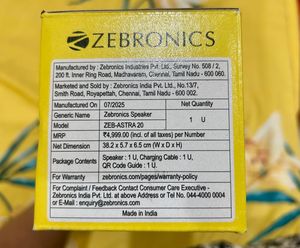 ZEBRONICS
Manufactured by : Zebronics Industries Pvt. Ltd., Survey No. 508 / 2,
200 ft. Inner Ring Road, Madhavaram, Chennai, Tamil Nadu - 600 060.
Marketed and Sold by : Zebronics India Pvt. Ltd., No.13/7,
Smith Road, Royapettah, Chennai, Tamil Nadu - 600 002.
Manufactured on 07/2025 Net Quantity
Generic Name Zebronics Speaker 1 U
Model ZEB-ASTRA 20
MRP ₹4,999.00 (incl. of all taxes) per Number
Net Dimension 38.2 x 5.7 x 6.5 cm (W x D x H)
Package Contents Speaker : 1 U, Charging Cable : 1 U,
QR Code Guide : 1 U.
For Warranty zebronics.com/pages/warranty-policy
For Complaint / Feedback Contact Consumer Care Executive -
Zebronics India Pvt. Ltd. at above Address or Tel No. 044-4000 0004
or E-mail : enquiry@zebronics.com
Made in India